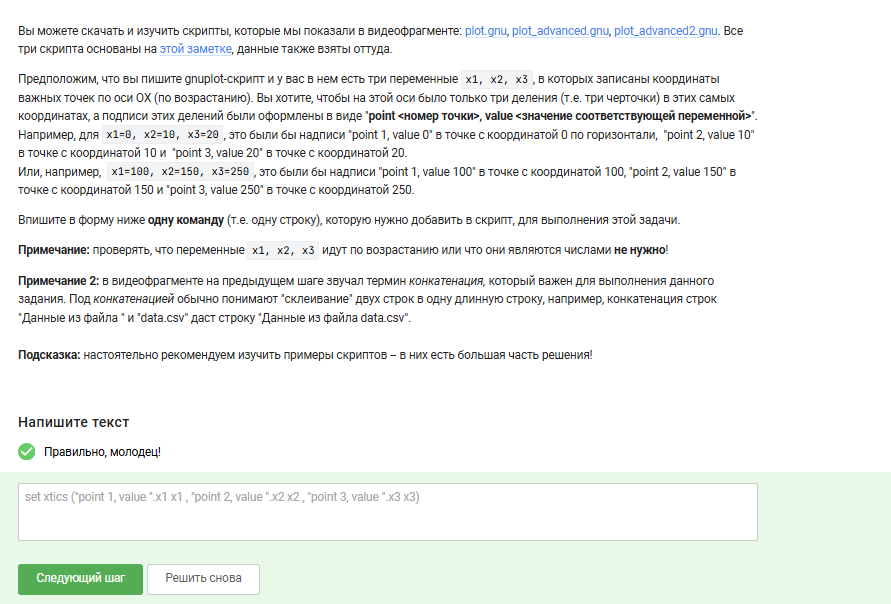 Вы можете скачать и изучить скрипты, которые мы показали в видеофрагменте: plot.gnu, plot_advanced.gnu, plot_advanced2.gnu. Все
три скрипта основаны на этой заметке, данные также взяты оттуда.
Предположим, что вы пишите gnuplot-скрипт и у вас в нем есть три переменные x1, x2, x3 , в которых записаны координаты
важных точек по оси OX (по возрастанию). Вы хотите, чтобы на этой оси было только три деления (т.е. три черточки) в этих самых
координатах, а подписи этих делений были оформлены в виде "point <номер точки>, value <значение соответствующей переменной>".
Например, для x1=0, x2=10, x3=20 , это были бы надписи "point 1, value 0" в точке с координатой 0 по горизонтали, "point 2, value 10"
в точке с координатой 10 и "point 3, value 20" в точке с координатой 20.
Или, например, x1=100, x2=150, x3=250 , это были бы надписи "point 1, value 100" в точке с координатой 100, "point 2, value 150" в
точке с координатой 150 и "point 3, value 250" в точке с координатой 250.
Впишите в форму ниже одну команду (т.е. одну строку), которую нужно добавить в скрипт, для выполнения этой задачи.
Примечание: проверять, что переменные x1, x2, x3 идут по возрастанию или что они являются числами не нужно!
Примечание 2: в видеофрагменте на предыдущем шаге звучал термин конкатенация, который важен для выполнения данного
задания. Под конкатенацией обычно понимают "склеивание" двух строк в одну длинную строку, например, конкатенация строк
"Данные из файла " и "data.csv" даст строку "Данные из файла data.csv".
Подсказка: настоятельно рекомендуем изучить примеры скриптов – в них есть большая часть решения!
Напишите текст
Правильно, молодец!
set xtics ("point 1, value ".x1 x1 , "point 2, value ".x2 x2 , "point 3, value ".x3 x3)
Следующий шаг
Решить снова